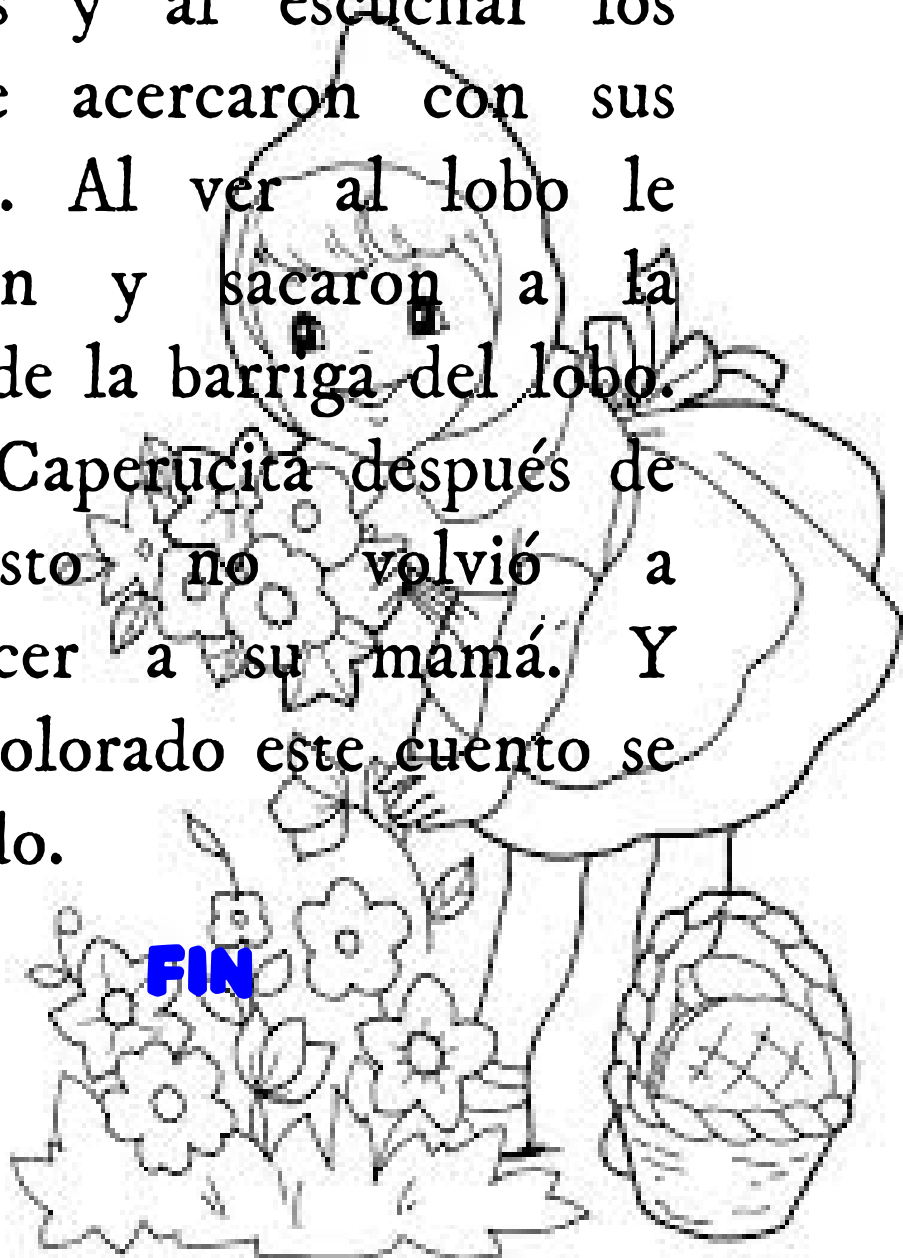 y al escuchar los
acercaron con sus
. Al ver al lobo le
n y sacaron a la
de la barriga del lobo.
Caperucita después de
sto no volvió a
cer a su mamá. Y
olorado este cuento se
do.
FIN